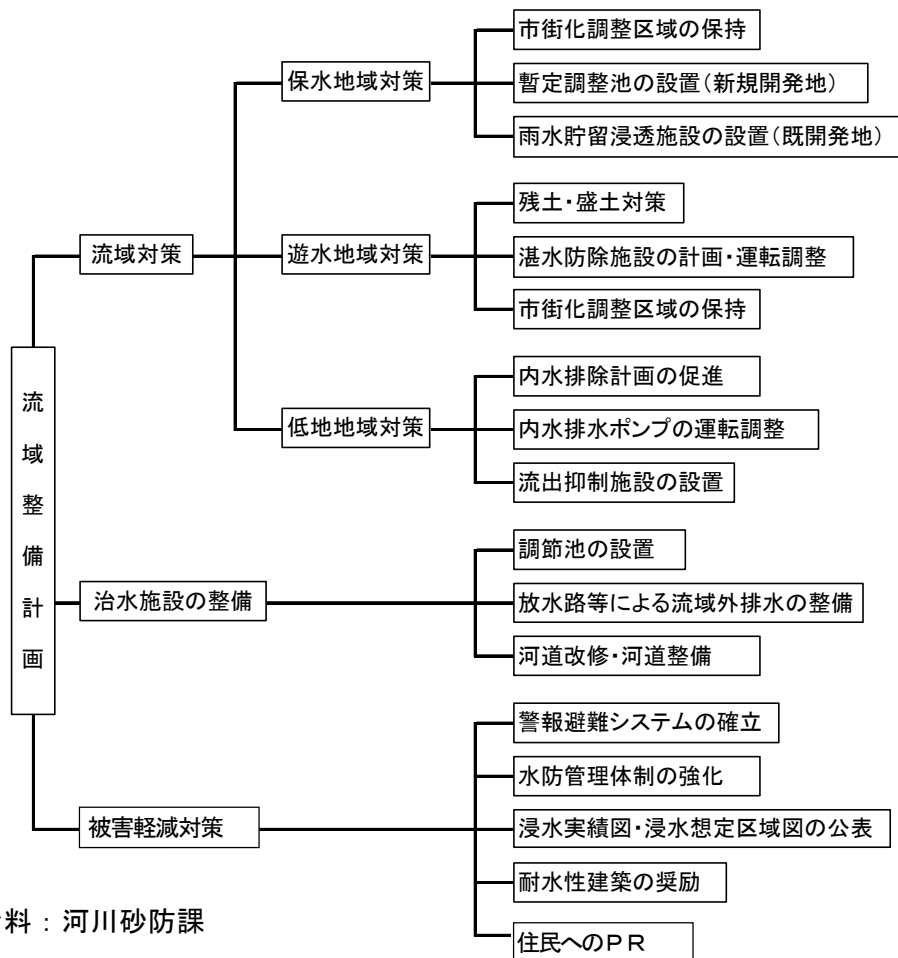 流域整備計画
流域対策
保水地域対策
市街化調整区域の保持
暫定調整池の設置(新規開発地)
雨水貯留浸透施設の設置(既開発地)
遊水地域対策
残土・盛土対策
湛水防除施設の計画・運転調整
市街化調整区域の保持
低地地域対策
内水排除計画の促進
内水排水ポンプの運転調整
流出抑制施設の設置
治水施設の整備
調節池の設置
放水路等による流域外排水の整備
河道改修・河道整備
被害軽減対策
警報避難システムの確立
水防管理体制の強化
浸水実績図・浸水想定区域図の公表
耐水性建築の奨励
住民へのPR
料：河川砂防課